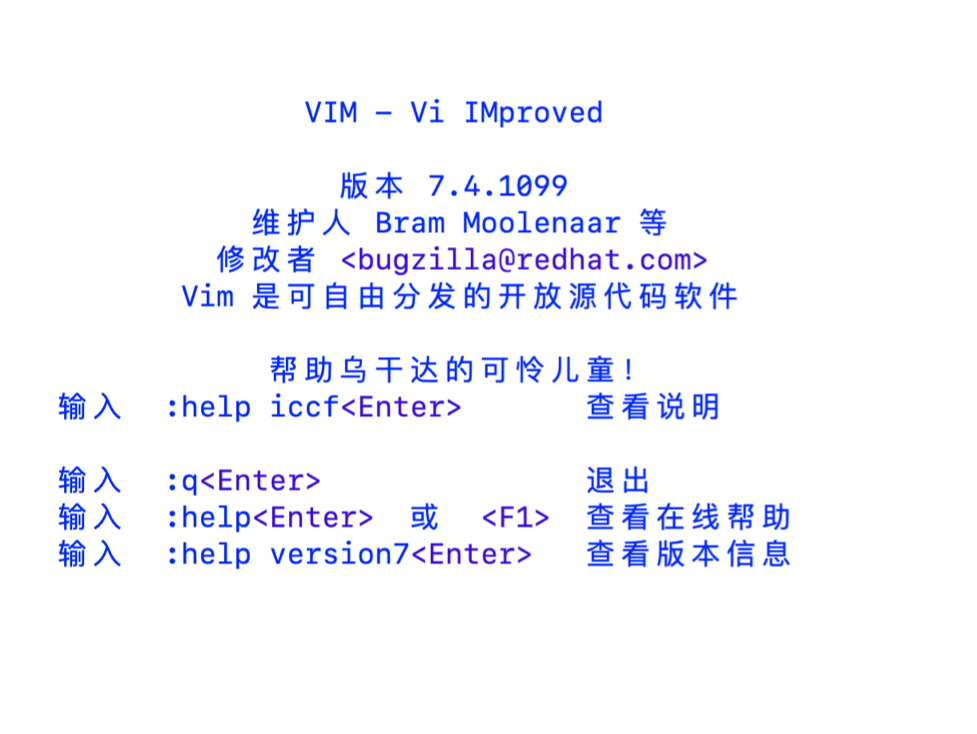 VIM - Vi IMproved
版本 7.4.1099
维护人 Bram Moolenaar 等
修改者 <bugzilla@redhat.com>
Vim 是可自由分发的开放源代码软件
帮助乌干达的可怜儿童!
输入 :help iccf<Enter> 查看说明
输入 :q<Enter> 退出
输入 :help<Enter> 或 <F1> 查看在线帮助
输入 :help version7<Enter> 查看版本信息